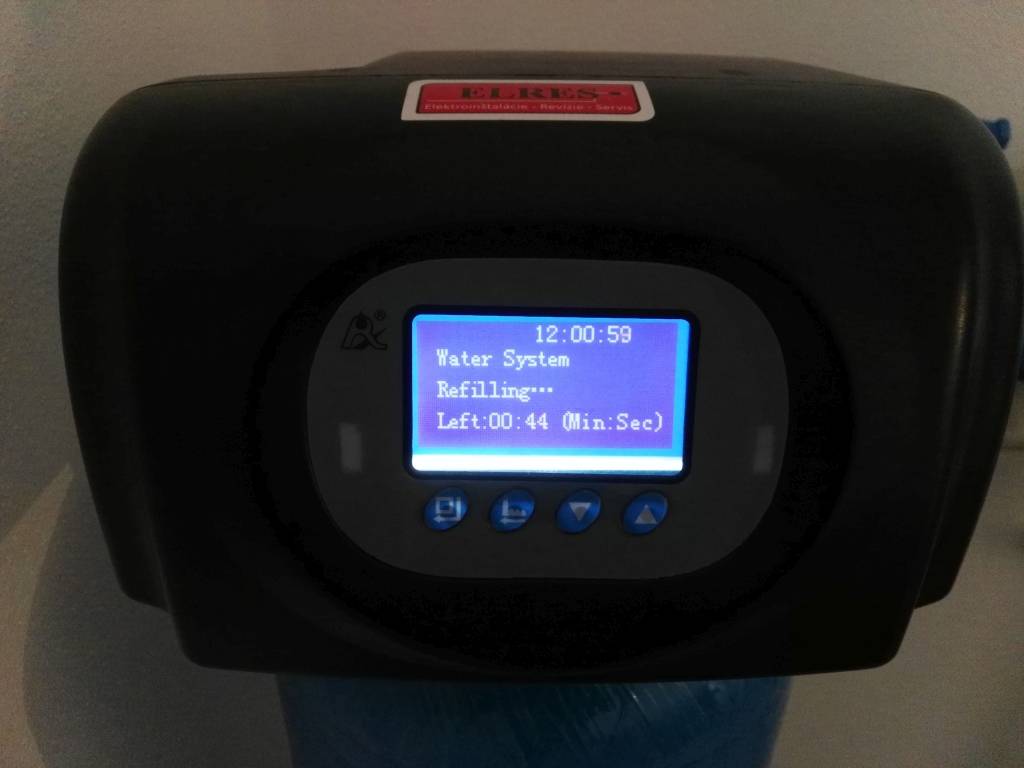 ELRES
Elektroinštalácie - Revízie - Servis
12:00:59
Water System
Refilling…
Left:00:44 (Min:Sec)